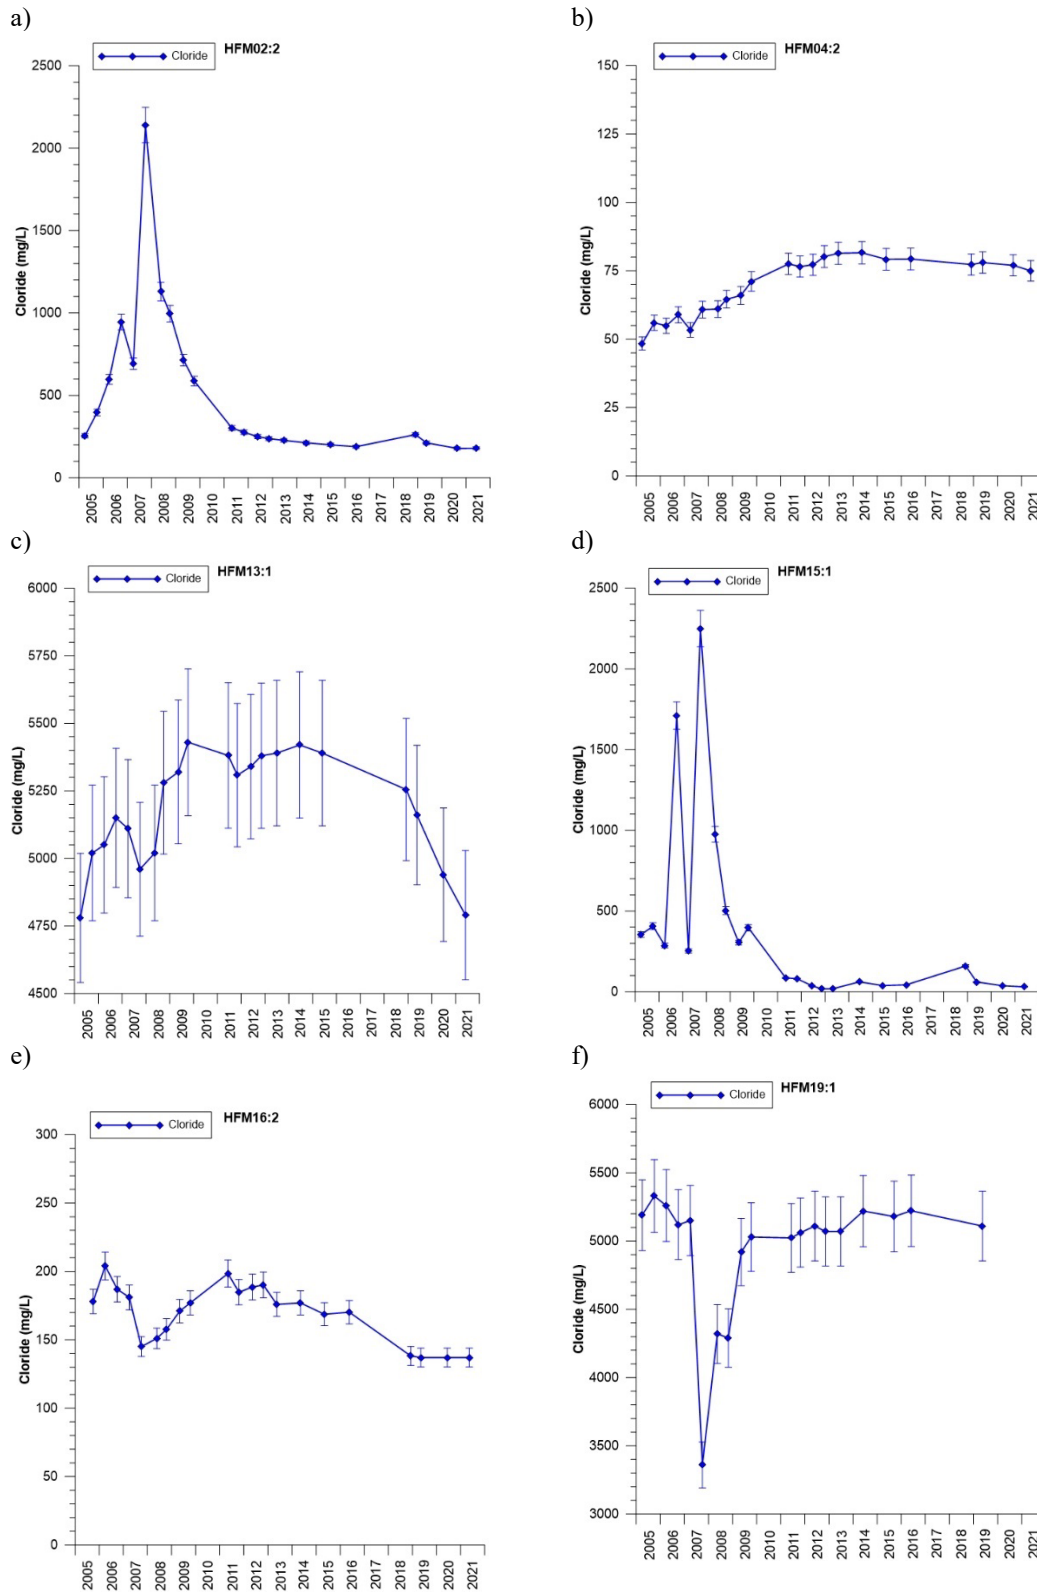 a)
b)
Cloride HFM02:2
Cloride HFM04:2
Cloride (mg/L)
2500
2000
1500
1000
500
0
2005 2006 2007 2008 2009 2010 2011 2012 2013 2014 2015 2016 2017 2018 2019 2020 2021
Cloride (mg/L)
150
125
100
75
50
25
0
2005 2006 2007 2008 2009 2010 2011 2012 2013 2014 2015 2016 2017 2018 2019 2020 2021
c)
d)
Cloride HFM13:1
Cloride HFM15:1
Cloride (mg/L)
6000
5750
5500
5250
5000
4750
4500
2005 2006 2007 2008 2009 2010 2011 2012 2013 2014 2015 2016 2017 2018 2019 2020 2021
Cloride (mg/L)
2500
2000
1500
1000
500
0
2005 2006 2007 2008 2009 2010 2011 2012 2013 2014 2015 2016 2017 2018 2019 2020 2021
e)
f)
Cloride HFM16:2
Cloride HFM19:1
Cloride (mg/L)
300
250
200
150
100
50
0
2005 2006 2007 2008 2009 2010 2011 2012 2013 2014 2015 2016 2017 2018 2019 2020 2021
Cloride (mg/L)
6000
5500
5000
4500
4000
3500
3000
2005 2006 2007 2008 2009 2010 2011 2012 2013 2014 2015 2016 2017 2018 2019 2020 2021